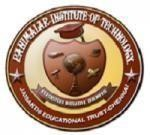 PANIMALAR INSTITUTE OF TECHNOLOGY
JAISAKTHI EDUCATIONAL TRUST, CHENNAI